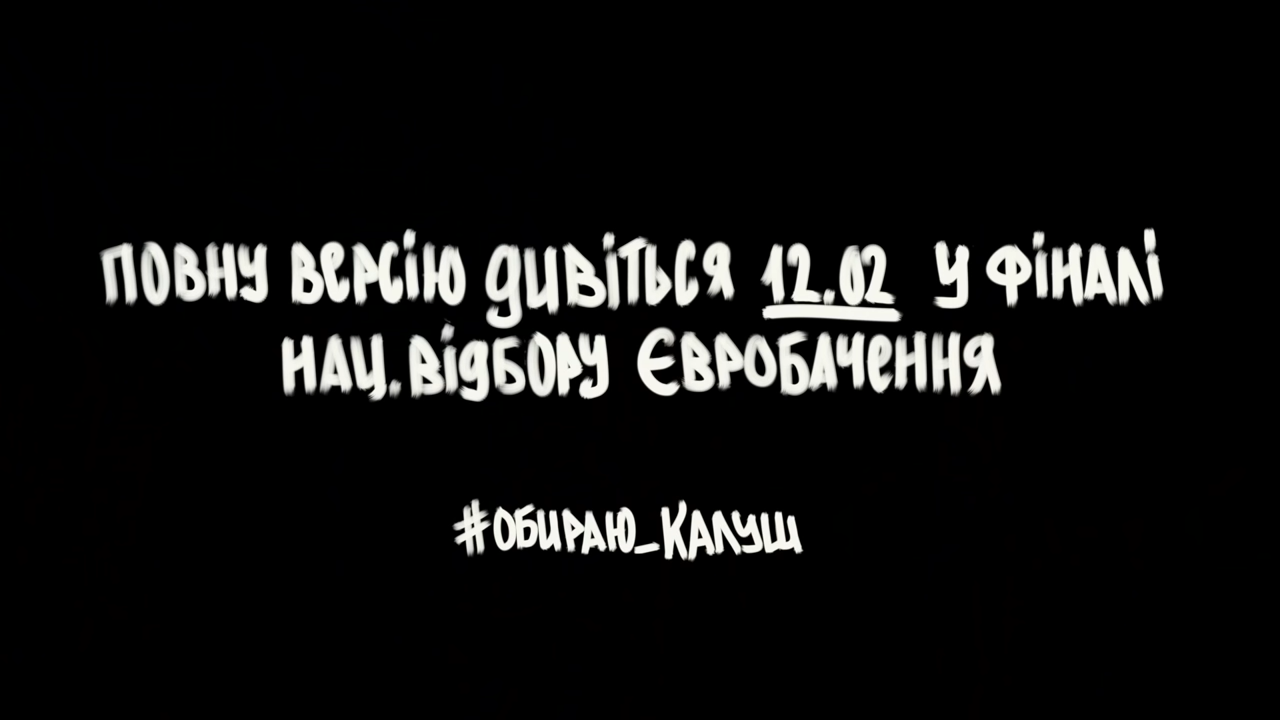 ПОВНУ ВЕРСІЮ ДИВІТЬСЯ 12.02 У ФІНАЛІ
НАЦ. ВІДБОРУ ЄВРОБАЧЕННЯ
#ОБИРАЮ_КАЛУШ